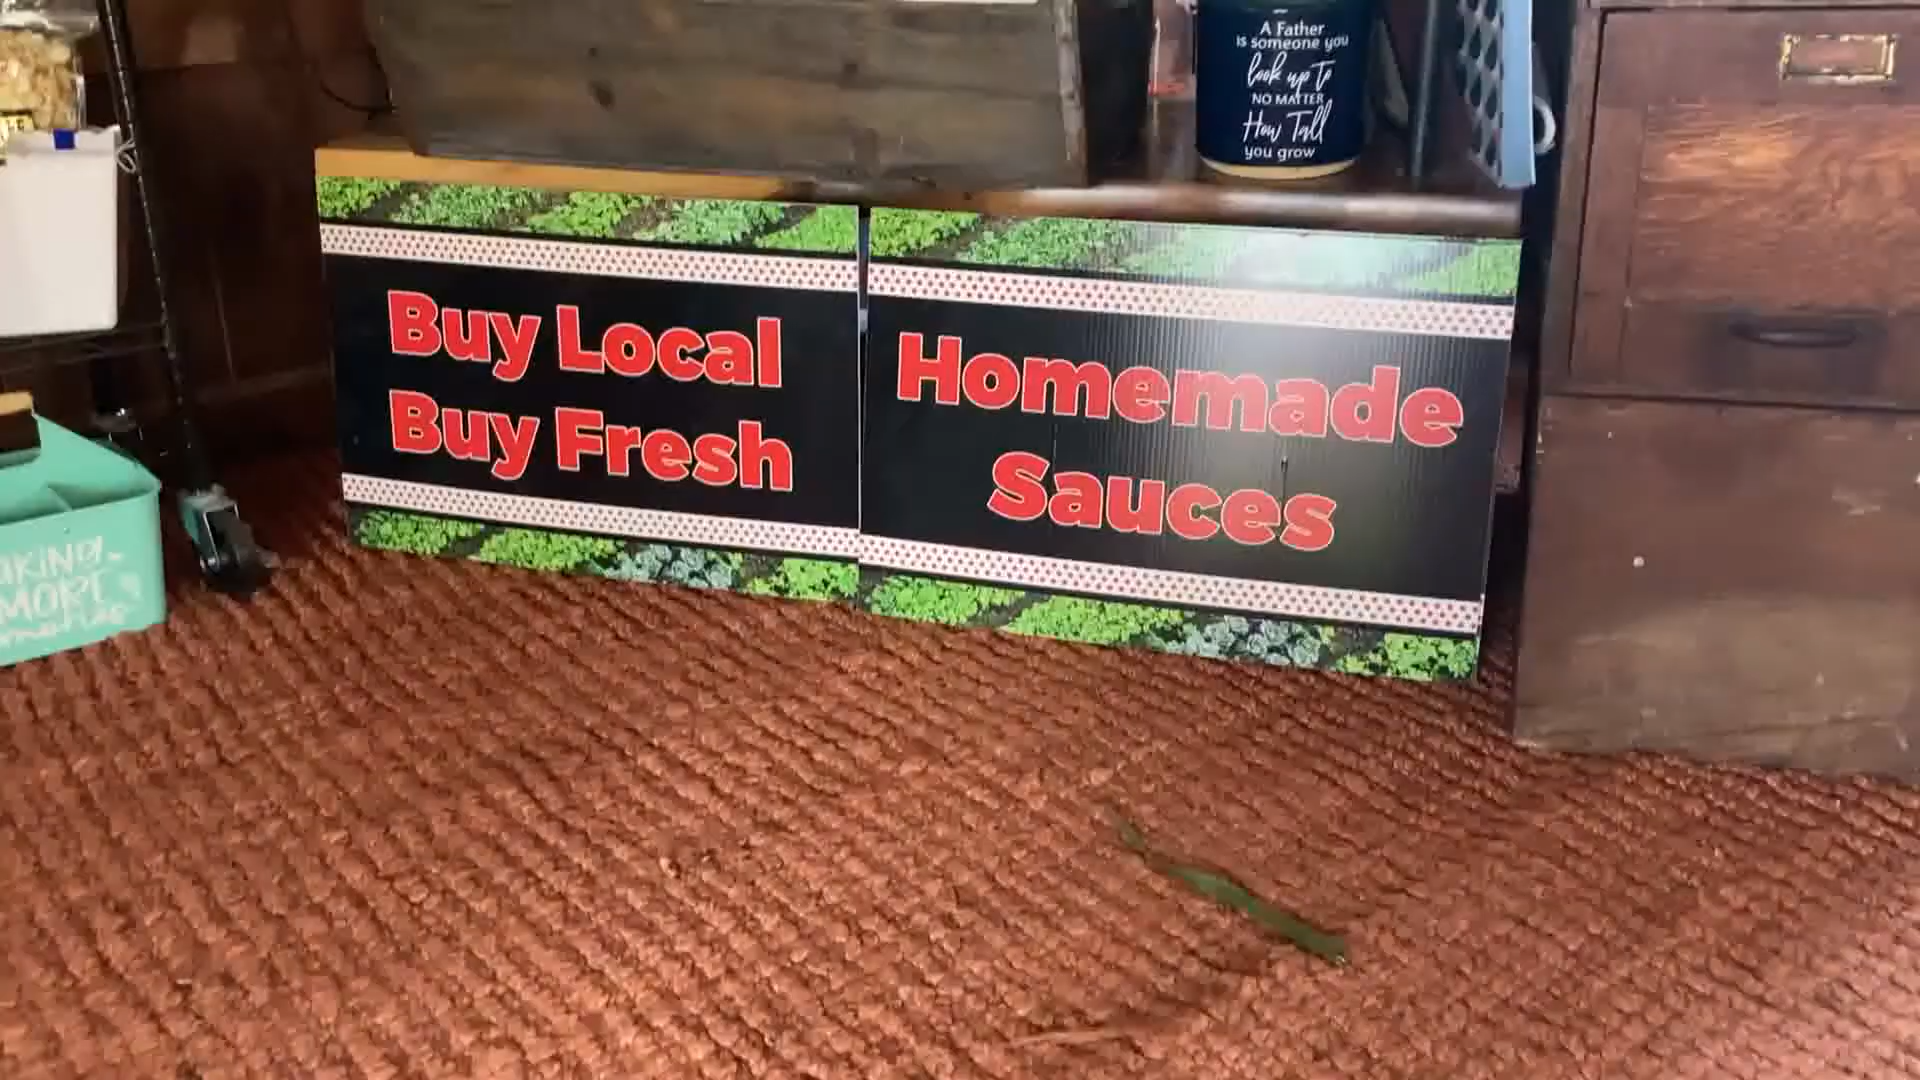 A Father
is someone you
look up to
NO MATTER
How Tall
you grow
Buy Local
Buy Fresh
Homemade
Sauces
MORE